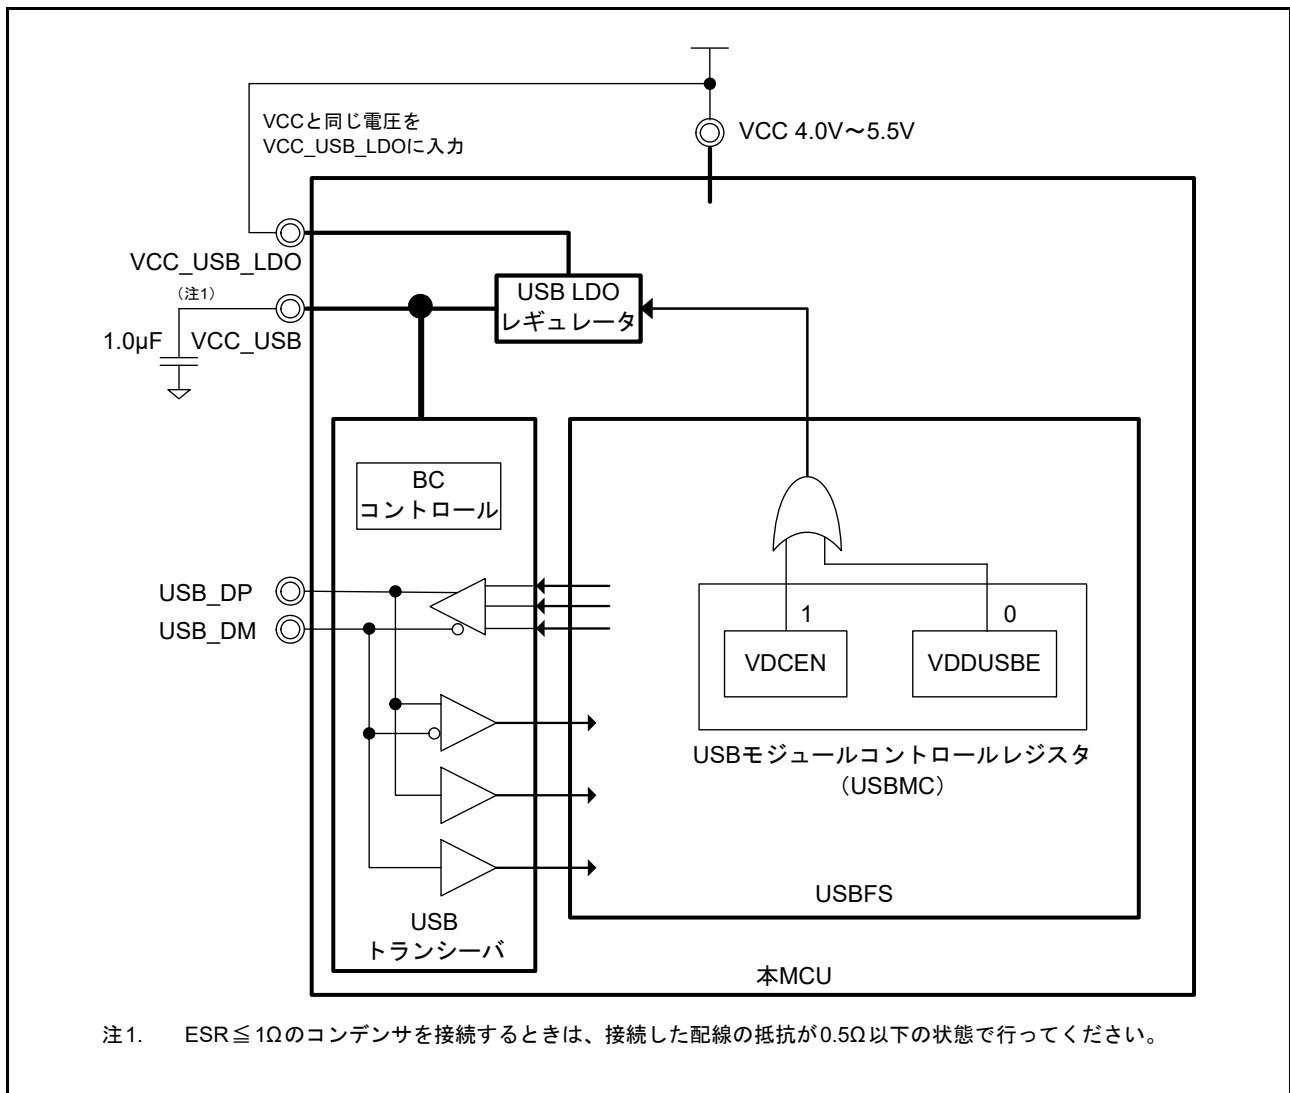 VCCと同じ電圧を
VCC_USB_LDOに入力
VCC 4.0V～5.5V
VCC_USB_LDO
（注1）
1.0µF
VCC_USB
USB LDO
レギュレータ
BC
コントロール
USB_DP
USB_DM
1
0
VDCEN
VDDUSBE
USBモジュールコントロールレジスタ
（USBMC）
USBFS
USB
トランシーバ
本MCU
注1. ESR≦1Ωのコンデンサを接続するときは、接続した配線の抵抗が0.5Ω以下の状態で行ってください。